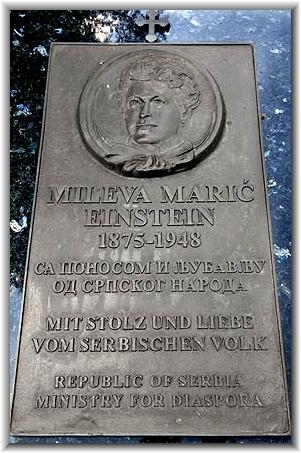 MILEVA MARIČ
EINSTEIN
1875-1948
СА ПОНОСОМ И ЉУБАВЉУ
ОД СРПСКОГ НАРОДА
MIT STOLZ UND LIEBE
VOM SERBISCHEN VOLK
REPUBLIC OF SERBIA
MINISTRY FOR DIASPORA